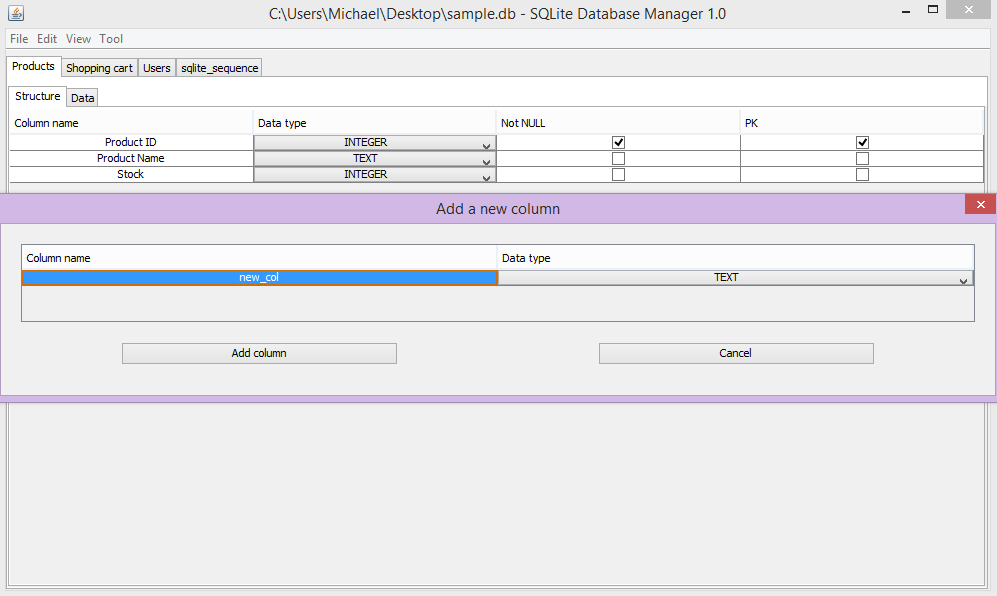 C:\Users\Michael\Desktop\sample.db - SQLite Database Manager 1.0
File Edit View Tool
Products Shopping cart Users sqlite_sequence
Structure Data
Column name Data type Not NULL PK
Product ID INTEGER
Product Name TEXT
Stock INTEGER
Add a new column
Column name Data type
new_col TEXT
Add column Cancel